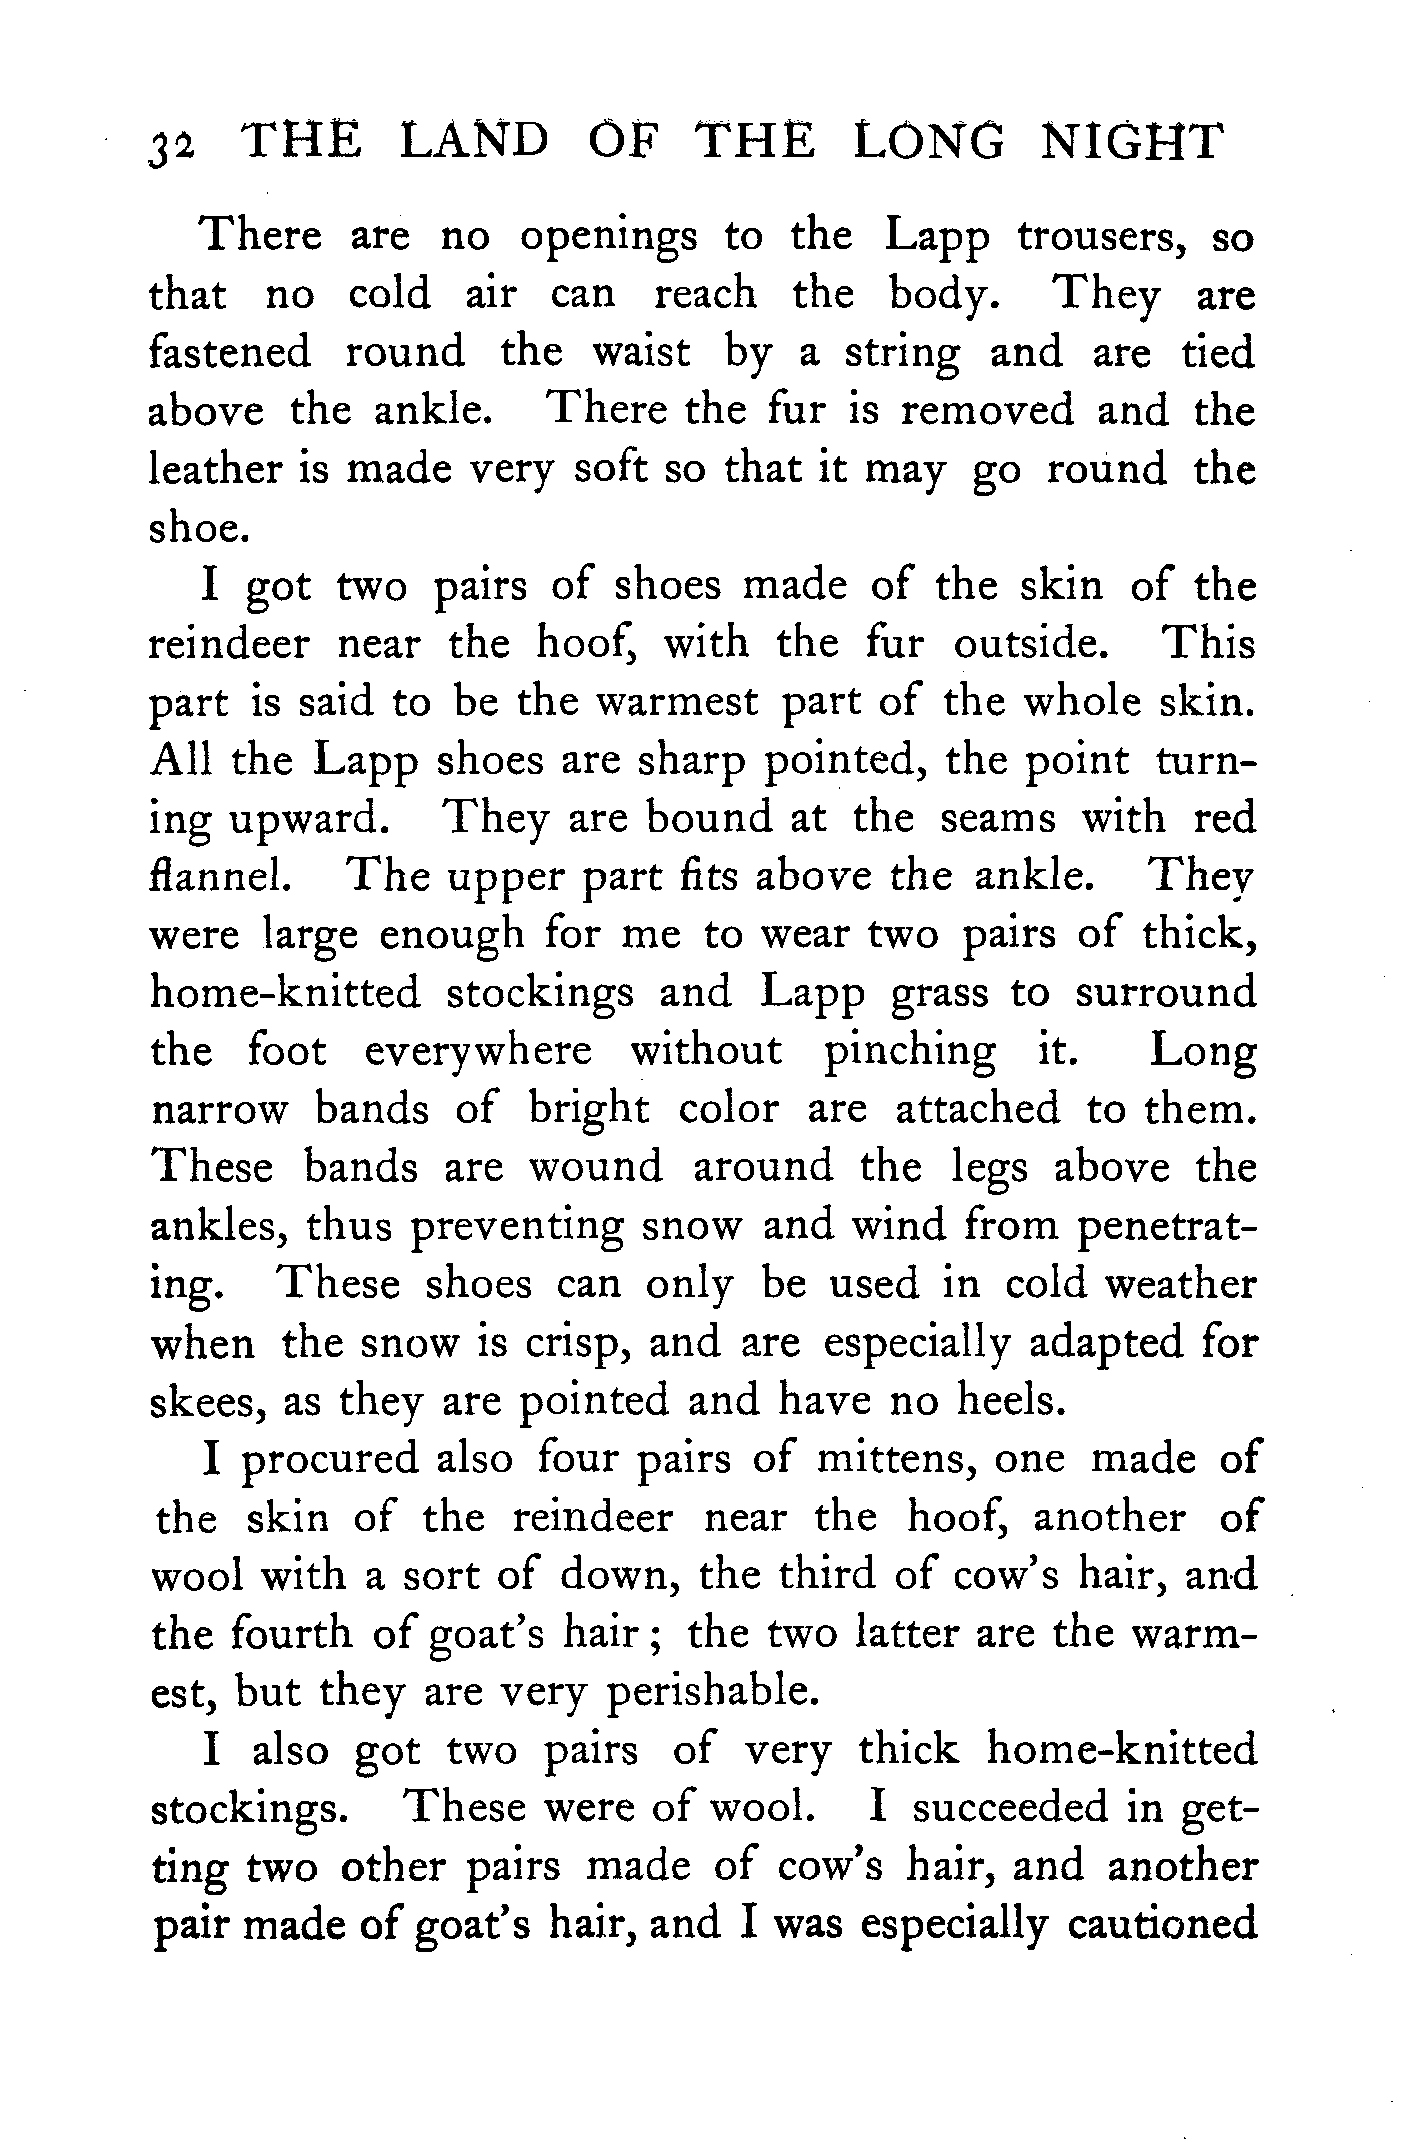 32 THE LAND OF THE LONG NIGHT
There are no openings to the Lapp trousers, so
that no cold air can reach the body. They are
fastened round the waist by a string and are tied
above the ankle. There the fur is removed and the
leather is made very soft so that it may go round the
shoe.
I got two pairs of shoes made of the skin of the
reindeer near the hoof, with the fur outside. This
part is said to be the warmest part of the whole skin.
All the Lapp shoes are sharp pointed, the point turn-
ing upward. They are bound at the seams with red
flannel. The upper part fits above the ankle. They
were large enough for me to wear two pairs of thick,
home-knitted stockings and Lapp grass to surround
the foot everywhere without pinching it. Long
narrow bands of bright color are attached to them.
These bands are wound around the legs above the
ankles, thus preventing snow and wind from penetrat-
ing. These shoes can only be used in cold weather
when the snow is crisp, and are especially adapted for
skees, as they are pointed and have no heels.
I procured also four pairs of mittens, one made of
the skin of the reindeer near the hoof, another of
wool with a sort of down, the third of cow's hair, and
the fourth of goat's hair; the two latter are the warm-
est, but they are very perishable.
I also got two pairs of very thick home-knitted
stockings. These were of wool. I succeeded in get-
ting two other pairs made of cow's hair, and another
pair made of goat's hair, and I was especially cautioned